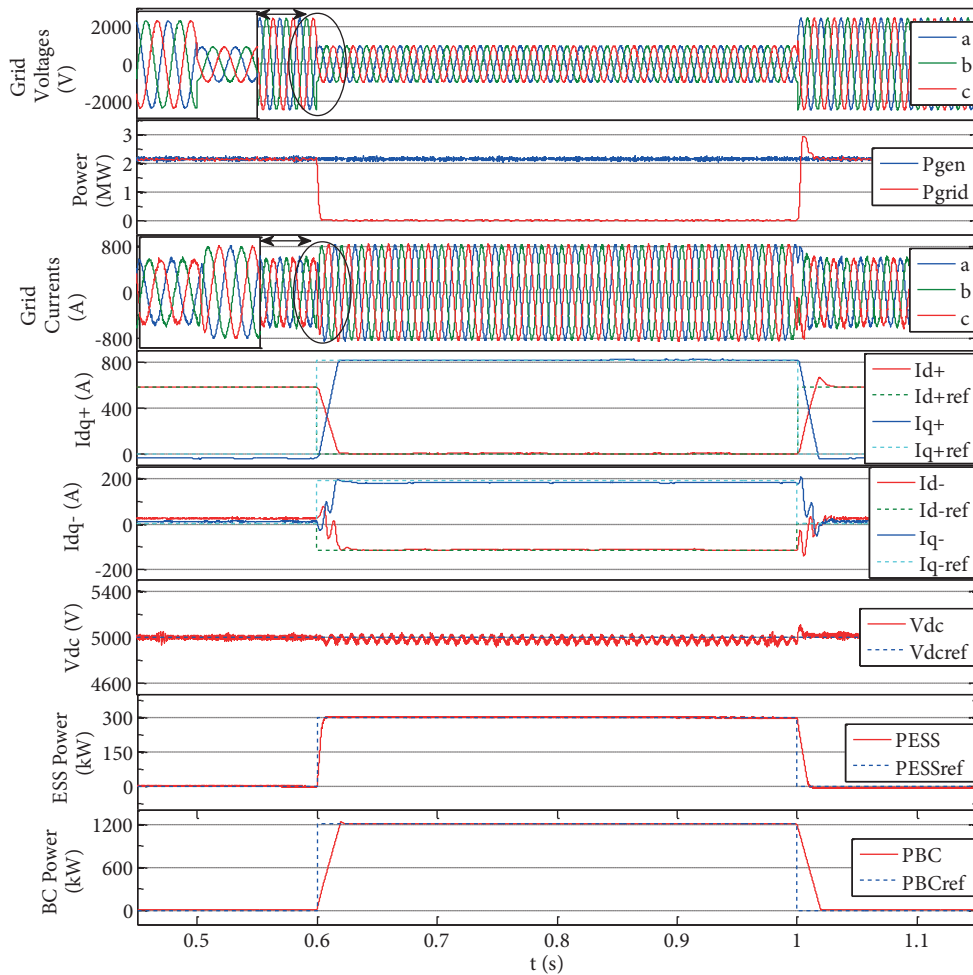 Grid
Voltages
(V)
2000
0
-2000
a
b
c
Power
(MW)
3
2
1
0
Pgen
Pgrid
Grid
Currents
(A)
800
0
-800
a
b
c
Idq+ (A)
800
400
0
Id+
Id+ref
Iq+
Iq+ref
Idq- (A)
200
0
-200
Id-
Id-ref
Iq-
Iq-ref
Vdc (V)
5400
5000
4600
Vdc
Vdcref
ESS Power
(kW)
300
150
0
PESS
PESSref
BC Power
(kW)
1200
600
0
PBC
PBCref
0.5 0.6 0.7 0.8 0.9 1 1.1
t (s)